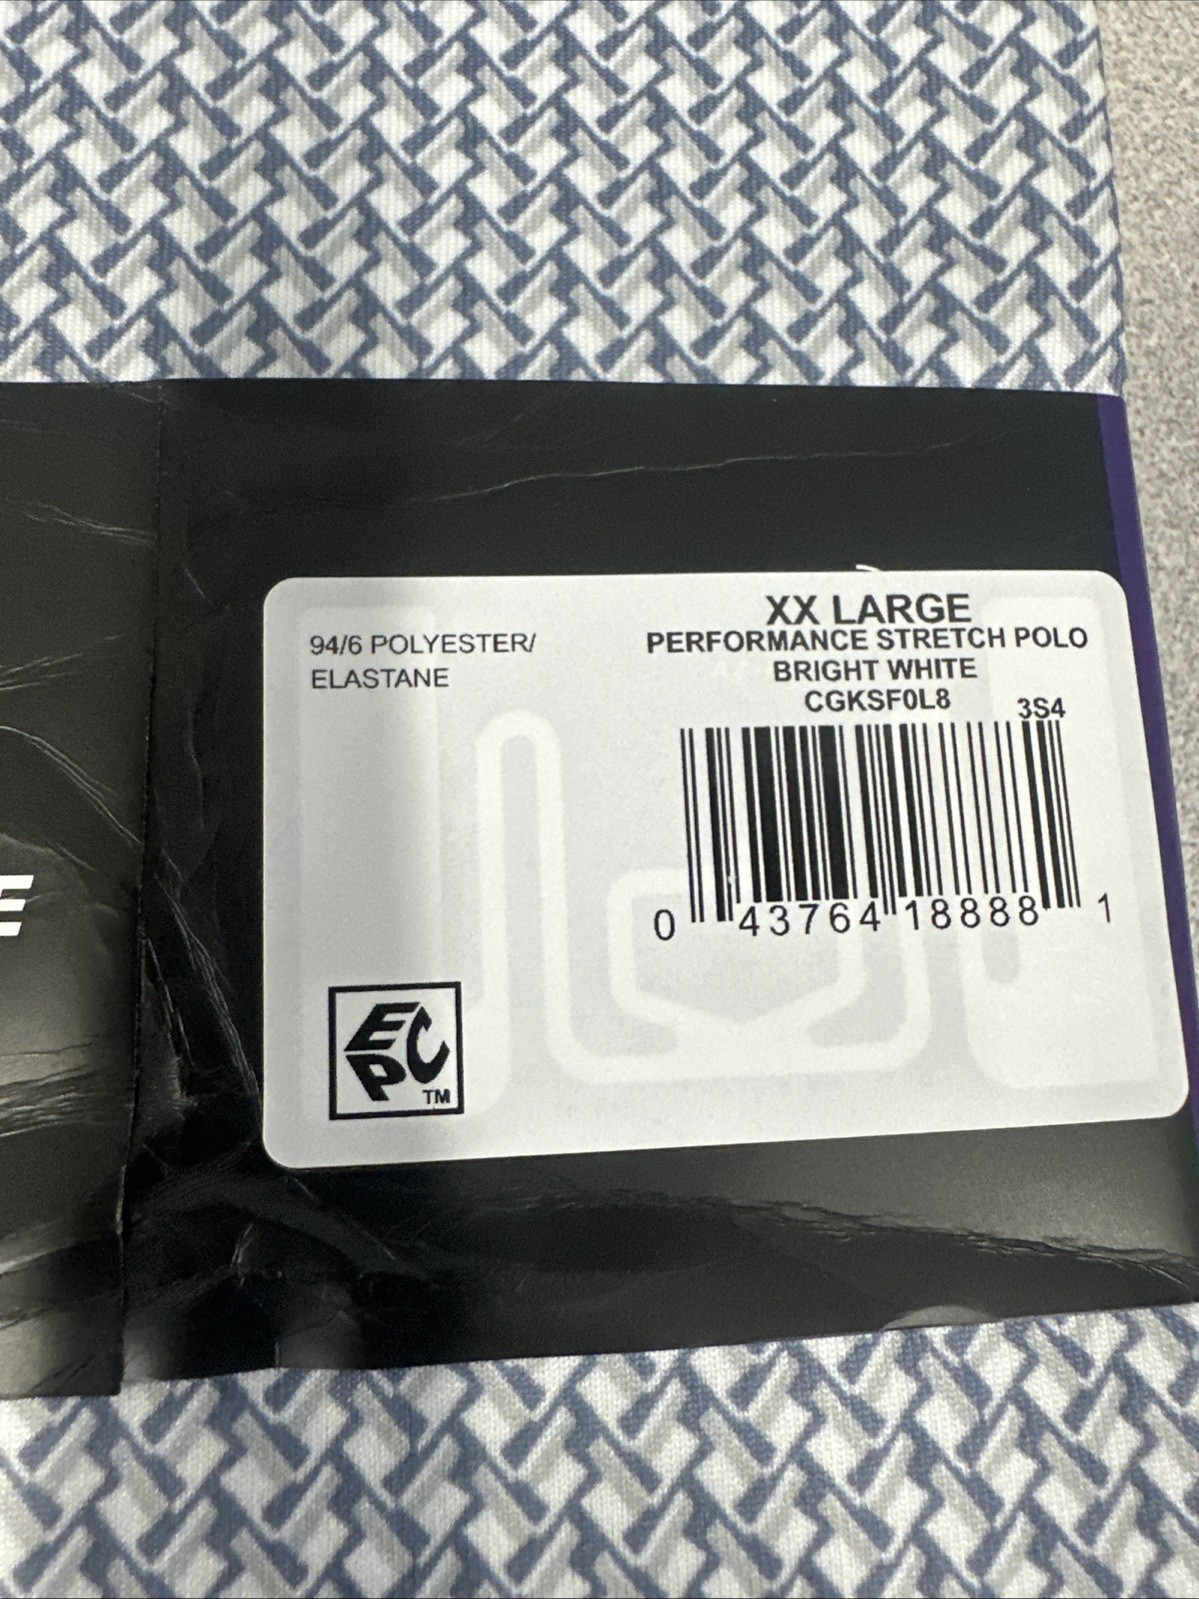 94/6 POLYESTER/
ELASTANE
XX LARGE
PERFORMANCE STRETCH POLO
BRIGHT WHITE
CGKSF0L8
3S4
0 43764 18888 1
E
EPC
TM